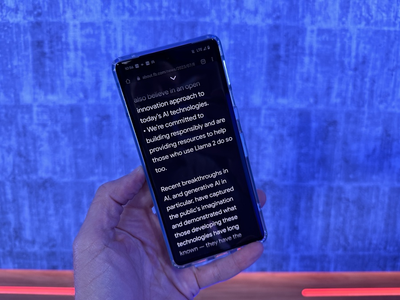 also believe in an open
innovation approach to
today's AI technologies.
• We're committed to
building responsibly and are
providing resources to help
those who use Llama 2 do so
too.
Recent breakthroughs in
AI, and generative AI in
particular, have captured
the public's imagination
and demonstrated what
those developing these
technologies have long
known — they have the